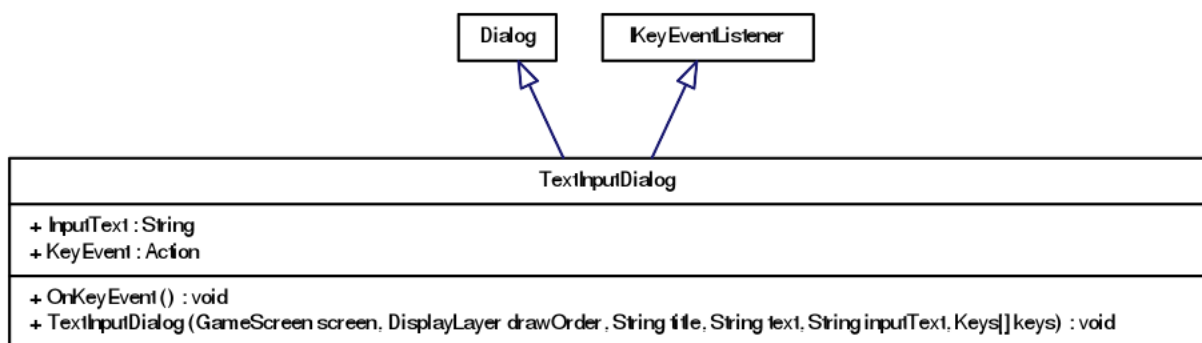 Dialog
IKeyEventListener
TextInputDialog
+ InputText : String
+ KeyEvent : Action
+ OnKeyEvent() : void
+ TextInputDialog(GameScreen screen, DisplayLayer drawOrder, String title, String text, String inputText, Keys[] keys) : void